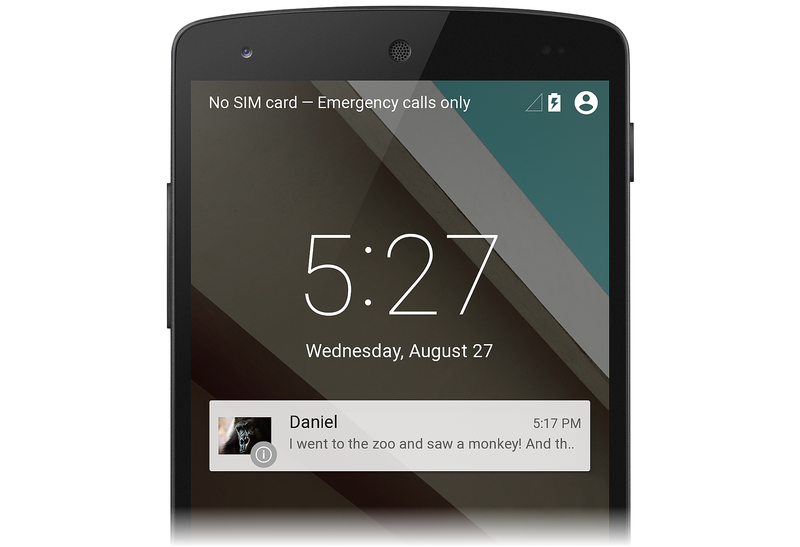 No SIM card — Emergency calls only
5:27
Wednesday, August 27
Daniel 5:17 PM
I went to the zoo and saw a monkey! And th..